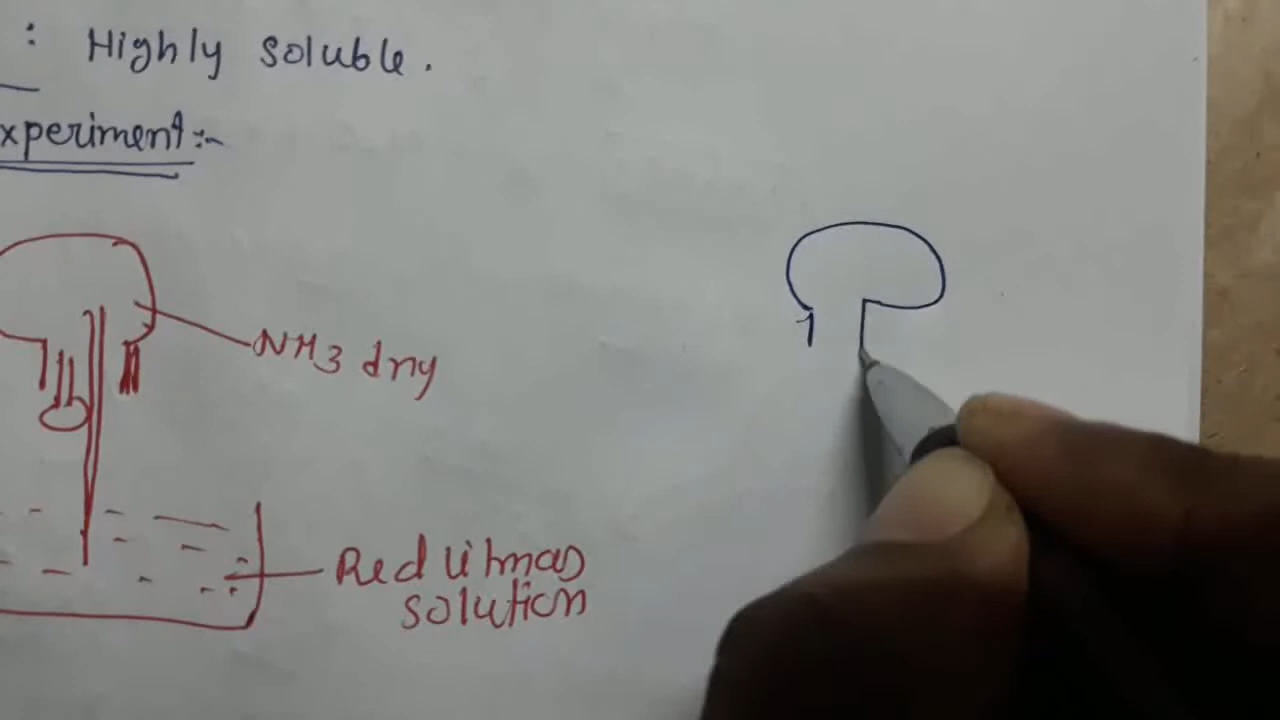 : Highly soluble.
xperiment:-
NH3 dry
Red litmas
solution